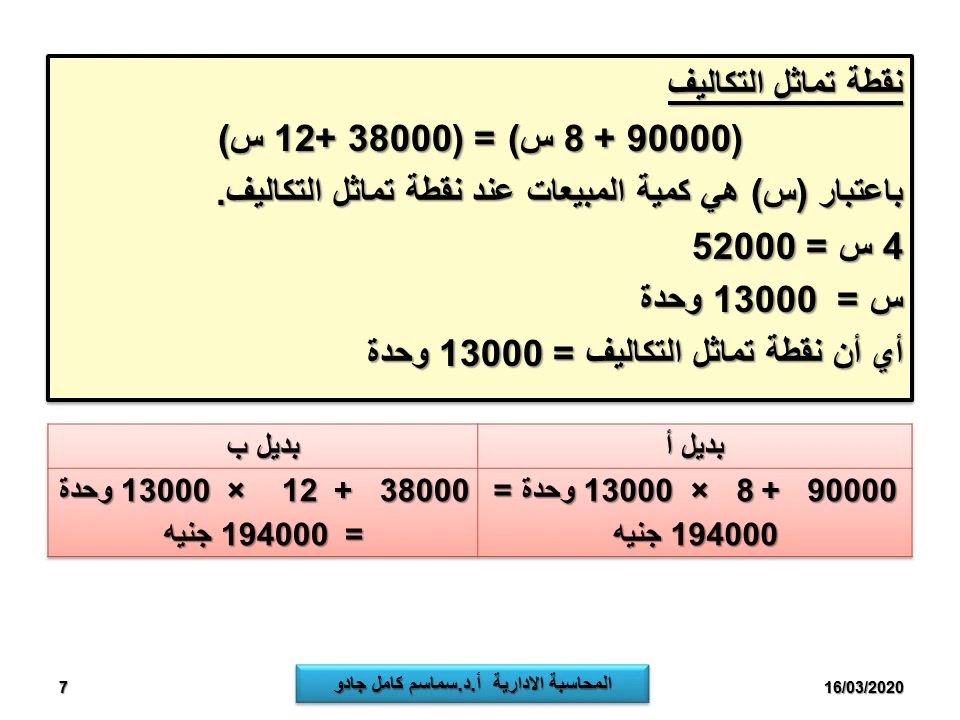 نقطة تماثل التكاليف
(90000 + 8 س) = (38000 +12 س)
باعتبار (س) هي كمية المبيعات عند نقطة تماثل التكاليف.
4 س = 52000
س = 13000 وحدة
أي أن نقطة تماثل التكاليف = 13000 وحدة
بديل أ
بديل ب
90000 + 8 × 13000 وحدة =
194000 جنيه
38000 + 12 × 13000 وحدة
= 194000 جنيه
16/03/2020
المحاسبة الادارية أ.د.سماسم كامل جادو
7